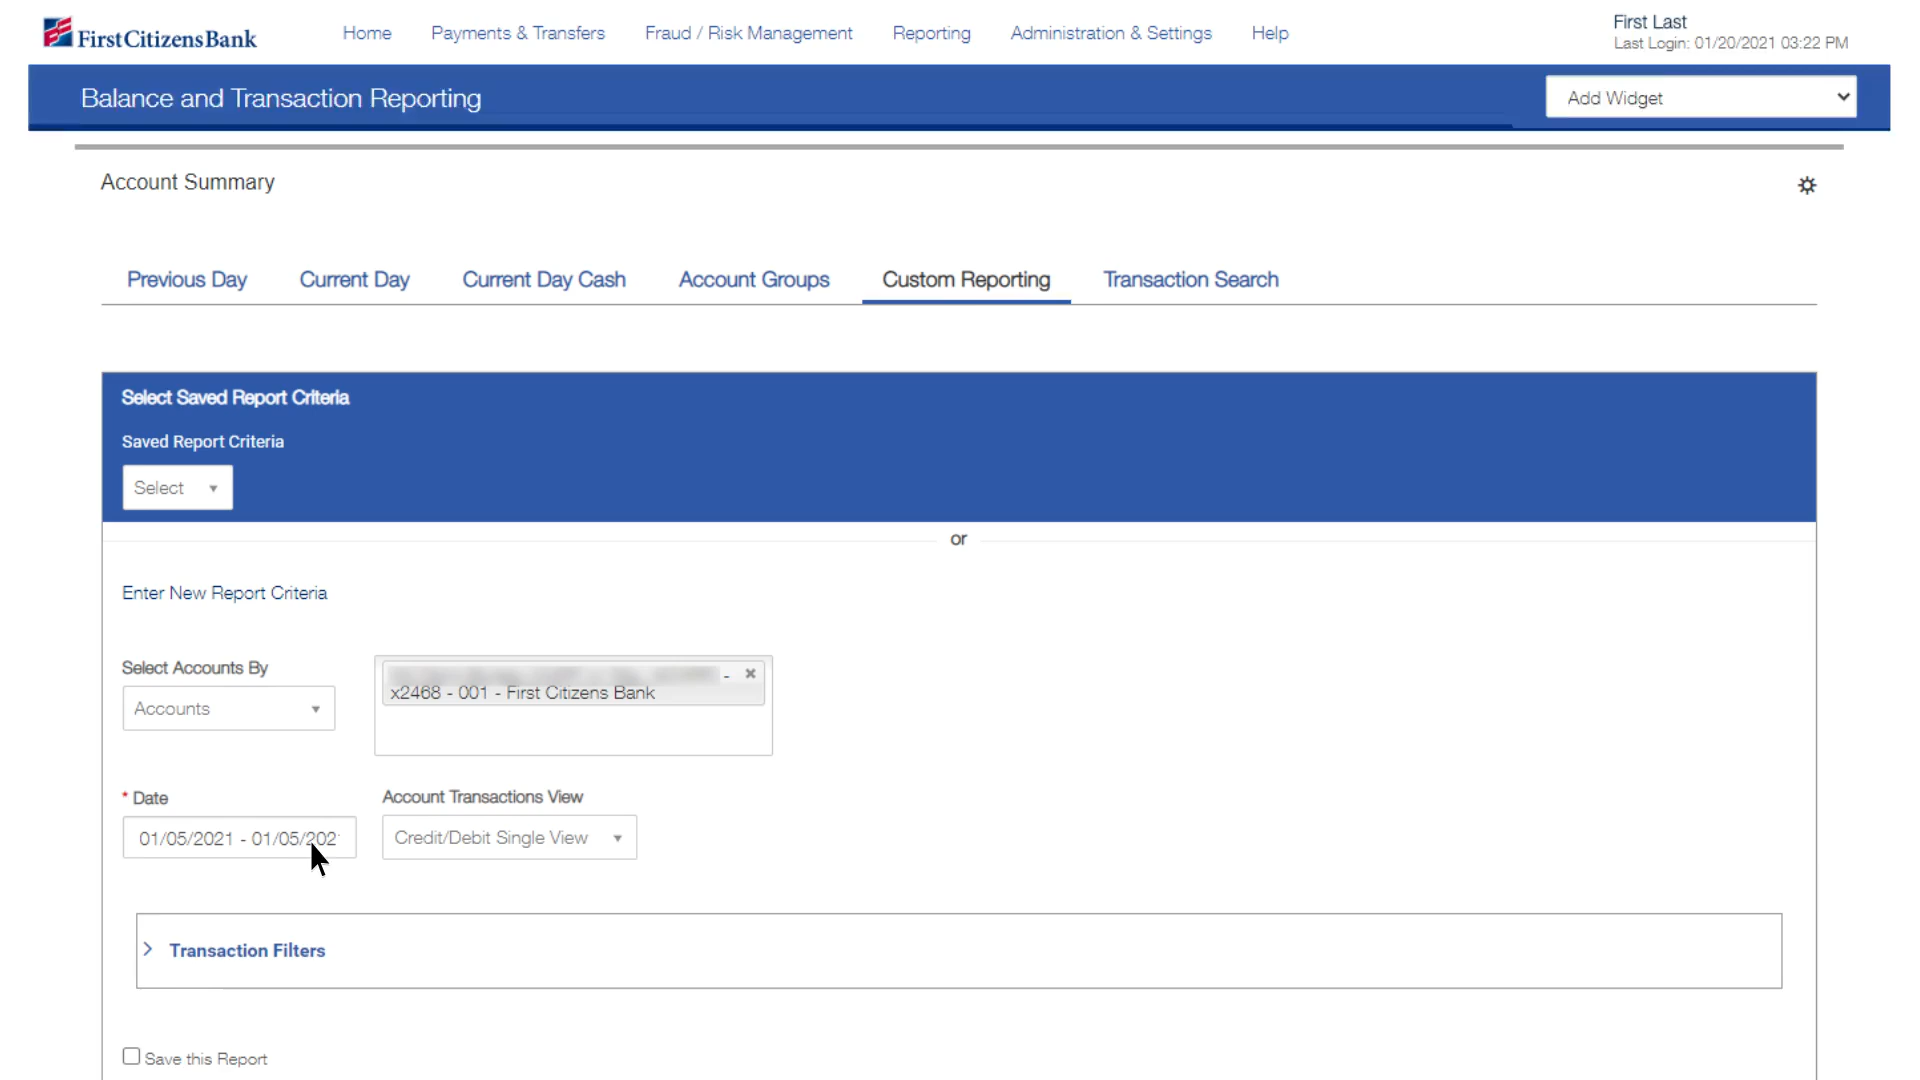 First Citizens Bank
Home
Payments & Transfers
Fraud / Risk Management
Reporting
Administration & Settings
Help
First Last
Last Login: 01/20/2021 03:22 PM
Balance and Transaction Reporting
Add Widget
Account Summary
Previous Day
Current Day
Current Day Cash
Account Groups
Custom Reporting
Transaction Search
Select Saved Report Criteria
Saved Report Criteria
Select
or
Enter New Report Criteria
Select Accounts By
Accounts
-
x2468 - 001 - First Citizens Bank
* Date
Account Transactions View
01/05/2021 - 01/05/202
Credit/Debit Single View
Transaction Filters
Save this Report